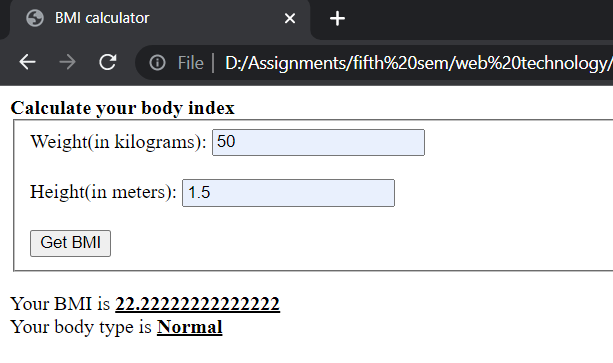 BMI calculator
File | D:/Assignments/fifth%20sem/web%20technology/
Calculate your body index
Weight(in kilograms): 50
Height(in meters): 1.5
Get BMI
Your BMI is 22.22222222222222
Your body type is Normal